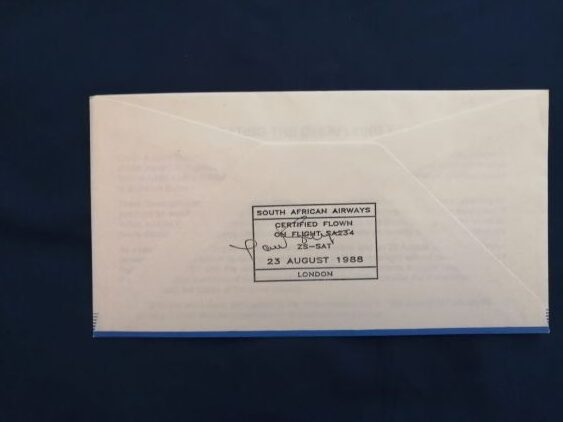 SOUTH AFRICAN AIRWAYS
CERTIFIED FLOWN
ON FLIGHT SA234
ZS-SAT
23 AUGUST 1988
LONDON